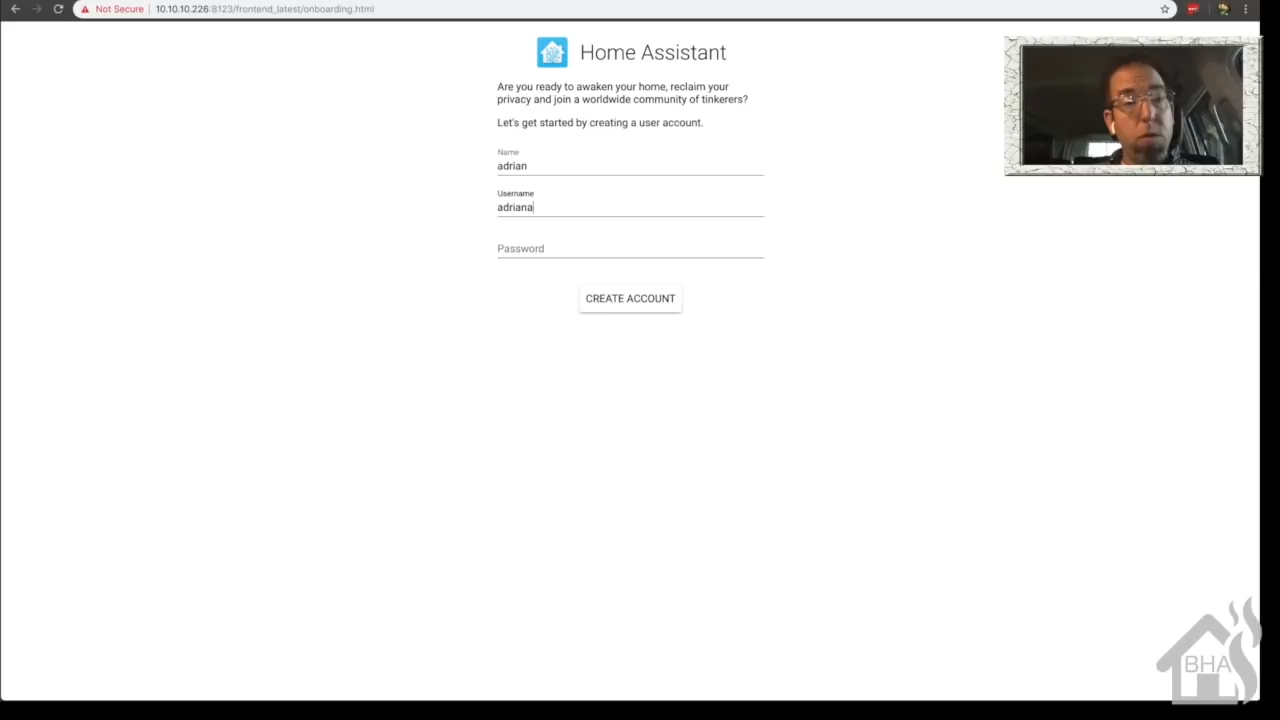 Not Secure
10.10.10.226:8123/frontend_latest/onboarding.html
Home Assistant
Are you ready to awaken your home, reclaim your
privacy and join a worldwide community of tinkerers?
Let's get started by creating a user account.
Name
adrian
Username
adriana
Password
CREATE ACCOUNT
BHA